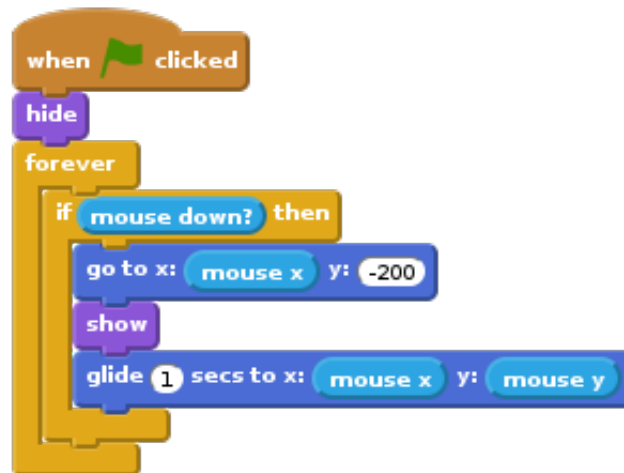 when clicked
hide
forever
if mouse down? then
go to x: mouse x y: -200
show
glide 1 secs to x: mouse x y: mouse y